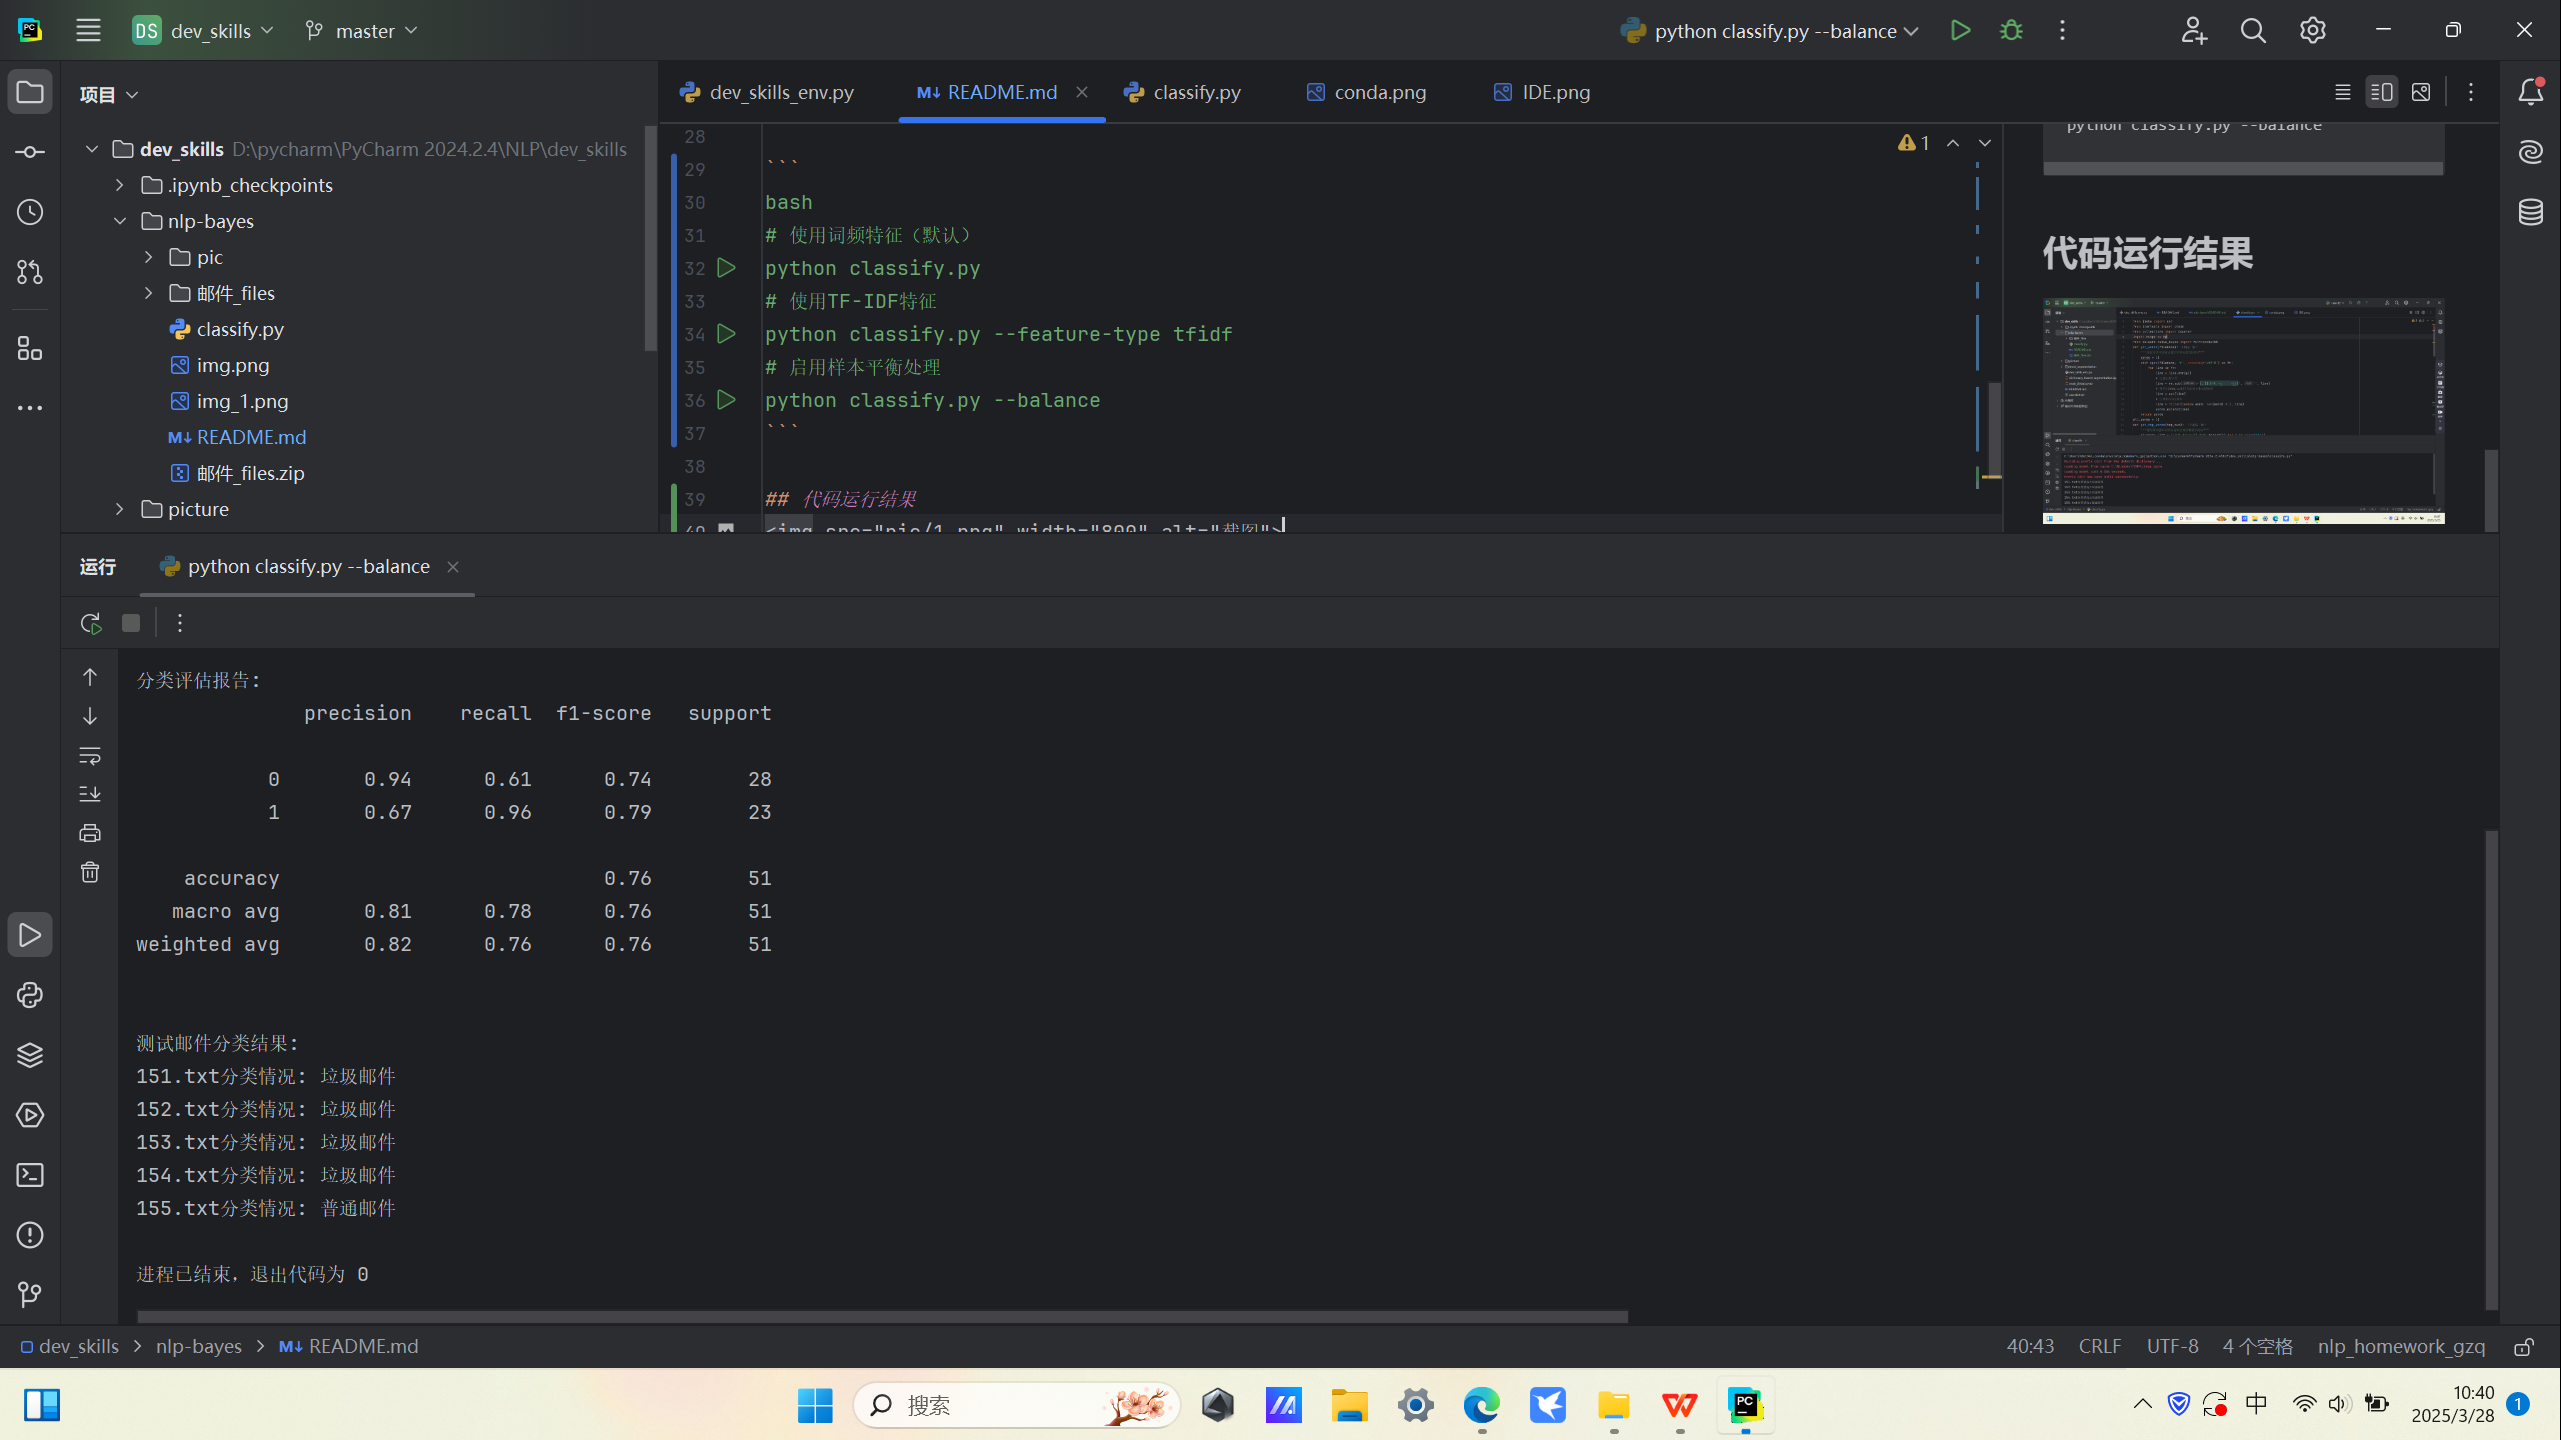 DS dev_skills master python classify.py --balance
项目
dev_skills D:\pycharm\PyCharm 2024.2.4\NLP\dev_skills
.ipynb_checkpoints
nlp-bayes
pic
邮件_files
classify.py
img.png
img_1.png
README.md
邮件_files.zip
picture
dev_skills_env.py README.md classify.py conda.png IDE.png
28
29 ```
30 bash
31 # 使用词频特征（默认）
32 python classify.py
33 # 使用TF-IDF特征
34 python classify.py --feature-type tfidf
35 # 启用样本平衡处理
36 python classify.py --balance
37 ```
38
39 ## 代码运行结果
40 <img src="pic/1.png" width="800" alt="截图">
1
python classify.py --balance
代码运行结果
运行 python classify.py --balance
分类评估报告:
precision recall f1-score support
0 0.94 0.61 0.74 28
1 0.67 0.96 0.79 23
accuracy 0.76 51
macro avg 0.81 0.78 0.76 51
weighted avg 0.82 0.76 0.76 51
测试邮件分类结果:
151.txt分类情况: 垃圾邮件
152.txt分类情况: 垃圾邮件
153.txt分类情况: 垃圾邮件
154.txt分类情况: 垃圾邮件
155.txt分类情况: 普通邮件
进程已结束，退出代码为 0
dev_skills nlp-bayes README.md
40:43 CRLF UTF-8 4 个空格 nlp_homework_gzq
搜索
中
10:40
2025/3/28
1